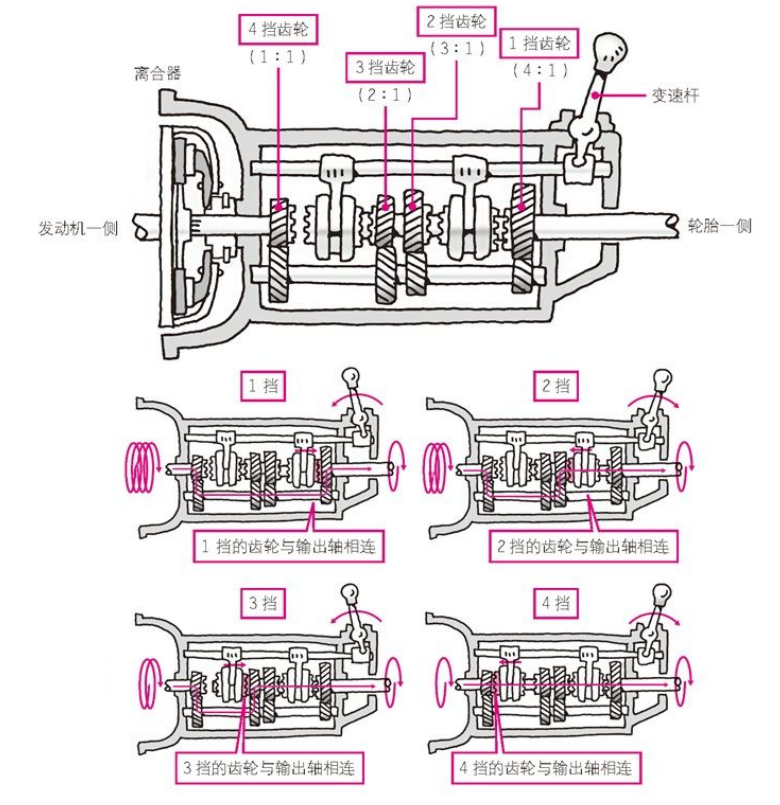 4 挡齿轮
(1:1)
3 挡齿轮
(2:1)
2 挡齿轮
(3:1)
1 挡齿轮
(4:1)
离合器
变速杆
发动机一侧
轮胎一侧
1 挡
2 挡
1 挡的齿轮与输出轴相连
2 挡的齿轮与输出轴相连
3 挡
4 挡
3 挡的齿轮与输出轴相连
4 挡的齿轮与输出轴相连